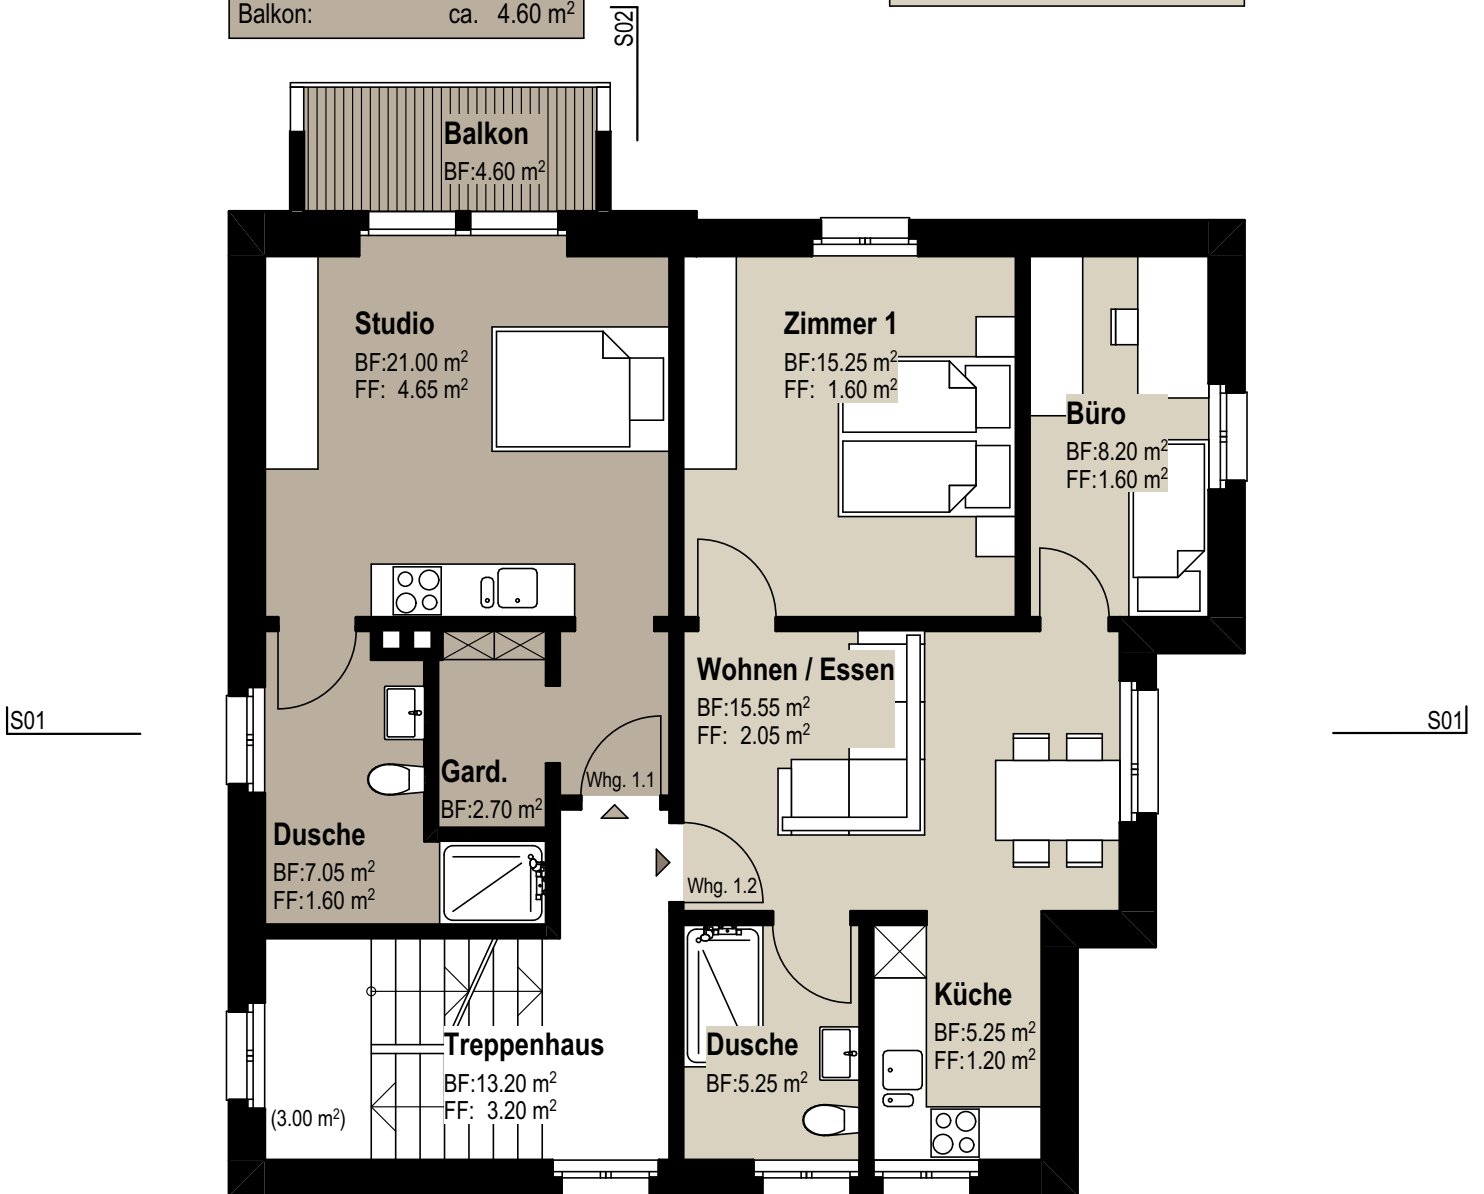 Balkon: ca. 4.60 m²
S02
Balkon
BF:4.60 m²
Studio
BF:21.00 m²
FF: 4.65 m²
Zimmer 1
BF:15.25 m²
FF: 1.60 m²
Büro
BF:8.20 m²
FF:1.60 m²
Wohnen / Essen
BF:15.55 m²
FF: 2.05 m²
S01
S01
Gard.
BF:2.70 m²
Whg. 1.1
Dusche
BF:7.05 m²
FF:1.60 m²
Whg. 1.2
Küche
BF:5.25 m²
FF:1.20 m²
Dusche
BF:5.25 m²
Treppenhaus
BF:13.20 m²
FF: 3.20 m²
(3.00 m²)